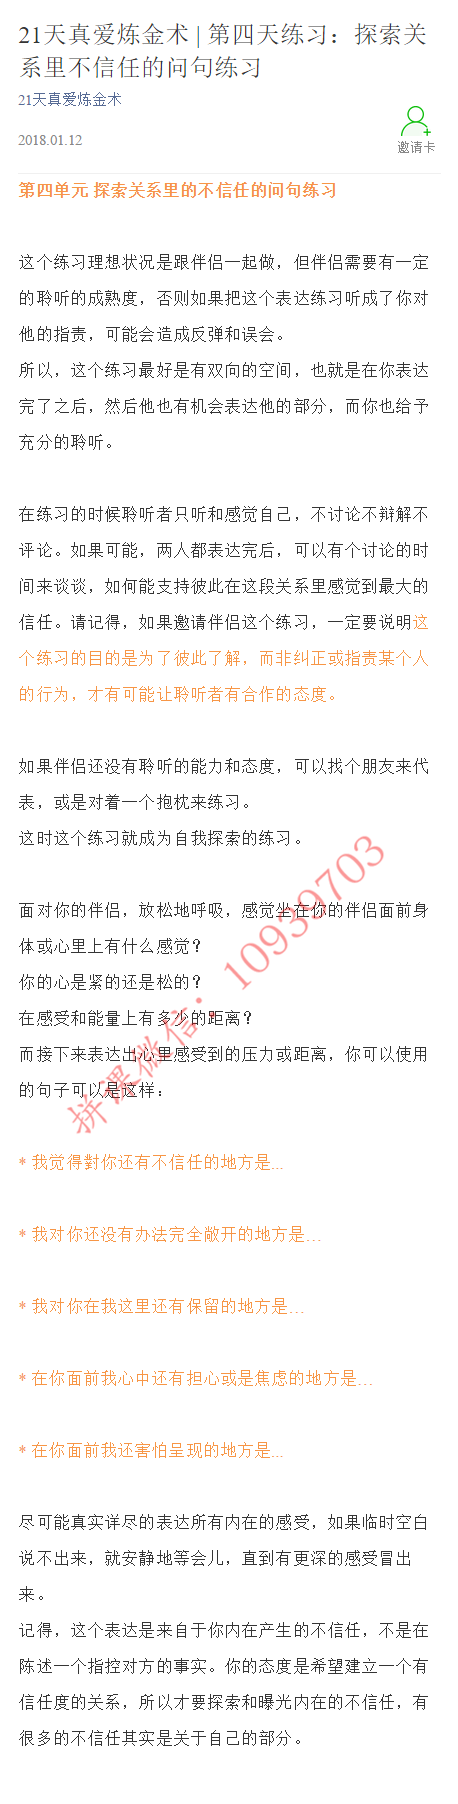 21天真爱炼金术 | 第四天练习：探索关
系里不信任的问句练习
21天真爱炼金术
2018.01.12
邀请卡
第四单元 探索关系里的不信任的问句练习
这个练习理想状况是跟伴侣一起做，但伴侣需要有一定
的聆听的成熟度，否则如果把这个表达练习听成了你对
他的指责，可能会造成反弹和误会。
所以，这个练习最好是有双向的空间，也就是在你表达
完了之后，然后他也有机会表达他的部分，而你也给予
充分的聆听。
在练习的时候聆听者只听和感觉自己，不讨论不辩解不
评论。如果可能，两人都表达完后，可以有个讨论的时
间来谈谈，如何能支持彼此在这段关系里感觉到最大的
信任。请记得，如果邀请伴侣这个练习，一定要说明这
个练习的目的是为了彼此了解，而非纠正或指责某个人
的行为，才有可能让聆听者有合作的态度。
如果伴侣还没有聆听的能力和态度，可以找个朋友来代
表，或是对着一个抱枕来练习。
这时这个练习就成为自我探索的练习。
面对你的伴侣，放松地呼吸，感觉坐在你的伴侣面前身
体或心里上有什么感觉？
你的心是紧的还是松的？
在感受和能量上有多少的距离？
而接下来表达出心里感受到的压力或距离，你可以使用
的句子可以是这样：
拼课微信：10939703
* 我觉得對你还有不信任的地方是...
* 我对你还没有办法完全敞开的地方是…
* 我对你在我这里还有保留的地方是…
* 在你面前我心中还有担心或是焦虑的地方是…
* 在你面前我还害怕呈现的地方是...
尽可能真实详尽的表达所有内在的感受，如果临时空白
说不出来，就安静地等会儿，直到有更深的感受冒出
来。
记得，这个表达是来自于你内在产生的不信任，不是在
陈述一个指控对方的事实。你的态度是希望建立一个有
信任度的关系，所以才要探索和曝光内在的不信任，有
很多的不信任其实是关于自己的部分。